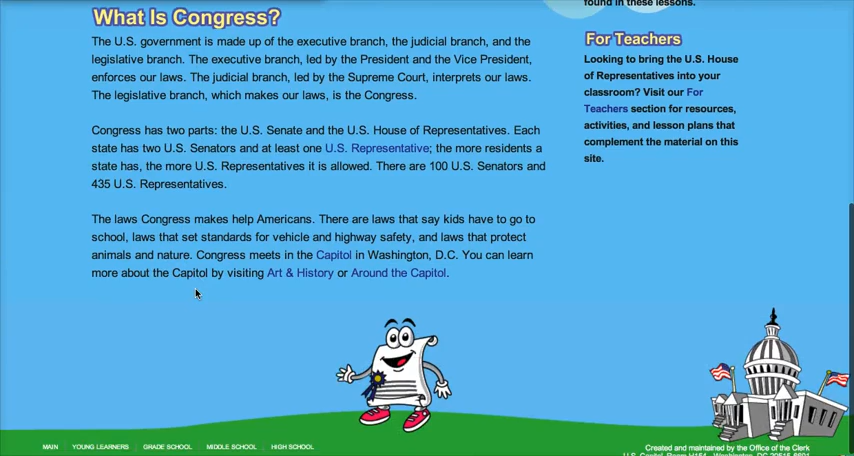 found in these lessons.
What Is Congress?
The U.S. government is made up of the executive branch, the judicial branch, and the
legislative branch. The executive branch, led by the President and the Vice President,
enforces our laws. The judicial branch, led by the Supreme Court, interprets our laws.
The legislative branch, which makes our laws, is the Congress.
Congress has two parts: the U.S. Senate and the U.S. House of Representatives. Each
state has two U.S. Senators and at least one U.S. Representative; the more residents a
state has, the more U.S. Representatives it is allowed. There are 100 U.S. Senators and
435 U.S. Representatives.
The laws Congress makes help Americans. There are laws that say kids have to go to
school, laws that set standards for vehicle and highway safety, and laws that protect
animals and nature. Congress meets in the Capitol in Washington, D.C. You can learn
more about the Capitol by visiting Art & History or Around the Capitol.
For Teachers
Looking to bring the U.S. House
of Representatives into your
classroom? Visit our For
Teachers section for resources,
activities, and lesson plans that
complement the material on this
site.
MAIN YOUNG LEARNERS GRADE SCHOOL MIDDLE SCHOOL HIGH SCHOOL
Created and maintained by the Office of the Clerk
U.S. Capitol, Room H154, Washington, DC 20515-6601